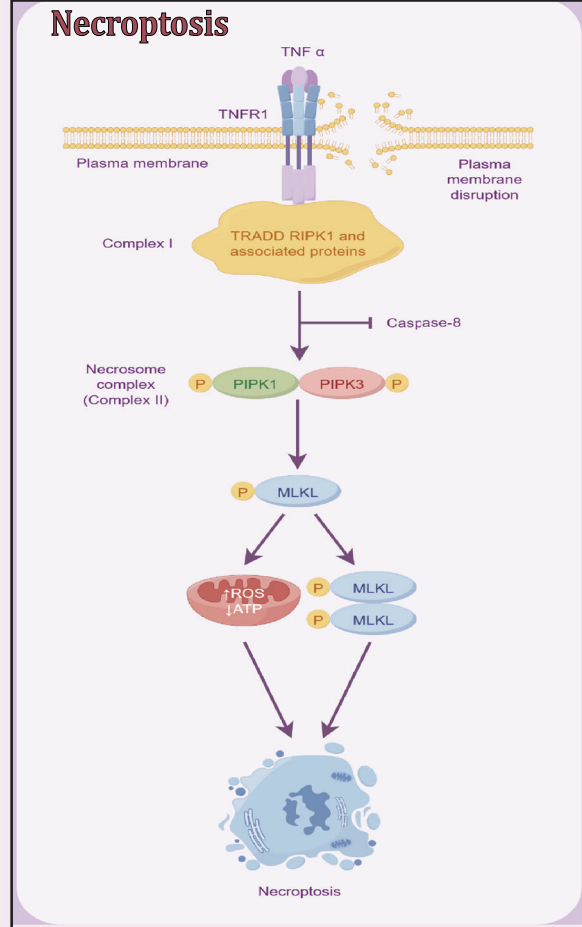 Necroptosis
TNF α
TNFR1
Plasma membrane
Plasma
membrane
disruption
Complex I
TRADD RIPK1 and
associated proteins
Caspase-8
Necrosome
complex
(Complex II)
P PIPK1 PIPK3 P
P MLKL
↑ROS
↓ATP
P MLKL
P MLKL
Necroptosis